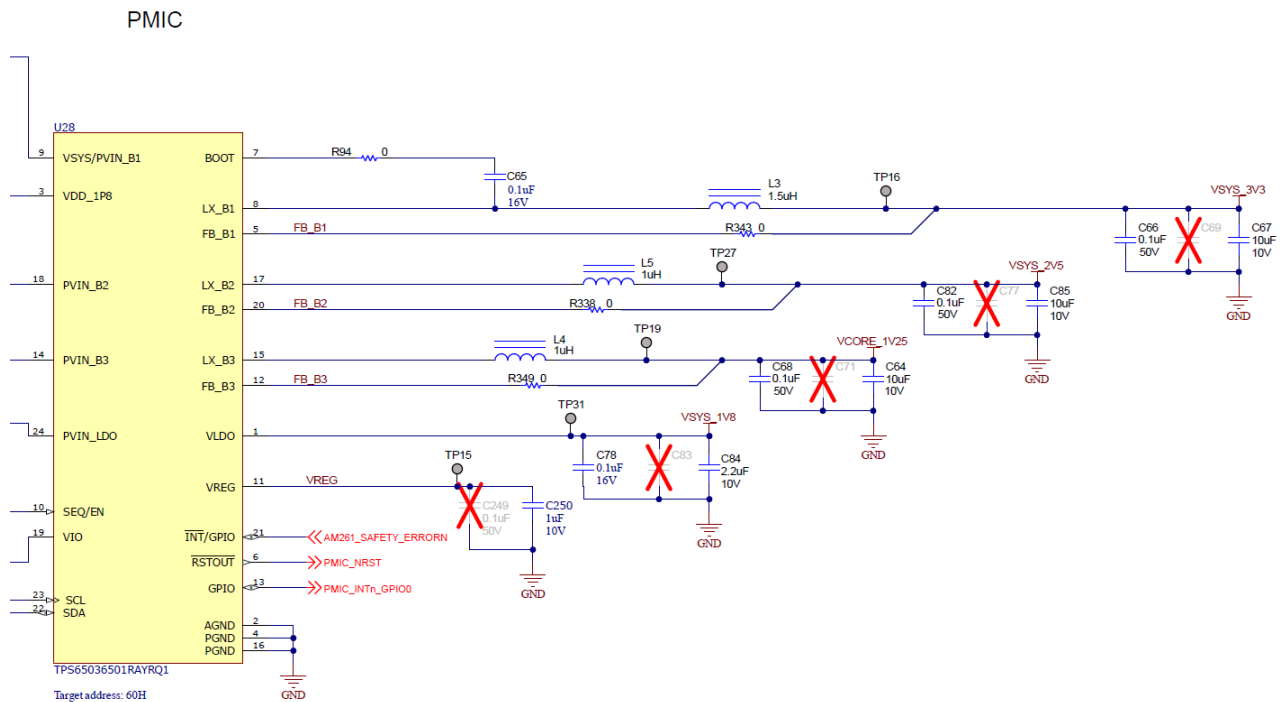 PMIC
U28
9 VSYS/PVIN_B1 BOOT 7 R94 0
C65
0.1uF
16V
3 VDD_1P8 LX_B1 8
L3
1.5uH
TP16
VSYS_3V3
FB_B1 5 FB_B1 R343 0
C66
0.1uF
50V
C69
C67
10uF
10V
GND
18 PVIN_B2 LX_B2 17
L5
1uH
TP27
VSYS_2V5
FB_B2 20 FB_B2 R338 0
C82
0.1uF
50V
C77
C85
10uF
10V
GND
14 PVIN_B3 LX_B3 15
L4
1uH
TP19
VCORE_1V25
FB_B3 12 FB_B3 R349 0
C68
0.1uF
50V
C71
C64
10uF
10V
GND
24 PVIN_LDO VLDO 1
TP31
VSYS_1V8
C78
0.1uF
16V
C83
C84
2.2uF
10V
GND
VREG 11 VREG
TP15
C249
0.1uF
50V
C250
1uF
10V
GND
10 SEQ/EN
19 VIO INT/GPIO 21 AM261_SAFETY_ERRORN
RSTOUT 6 PMIC_NRST
GPIO 13 PMIC_INTn_GPIO0
23 SCL
22 SDA
AGND 2
PGND 4
PGND 16
GND
TPS65036501RAYRQ1
Target address: 60H